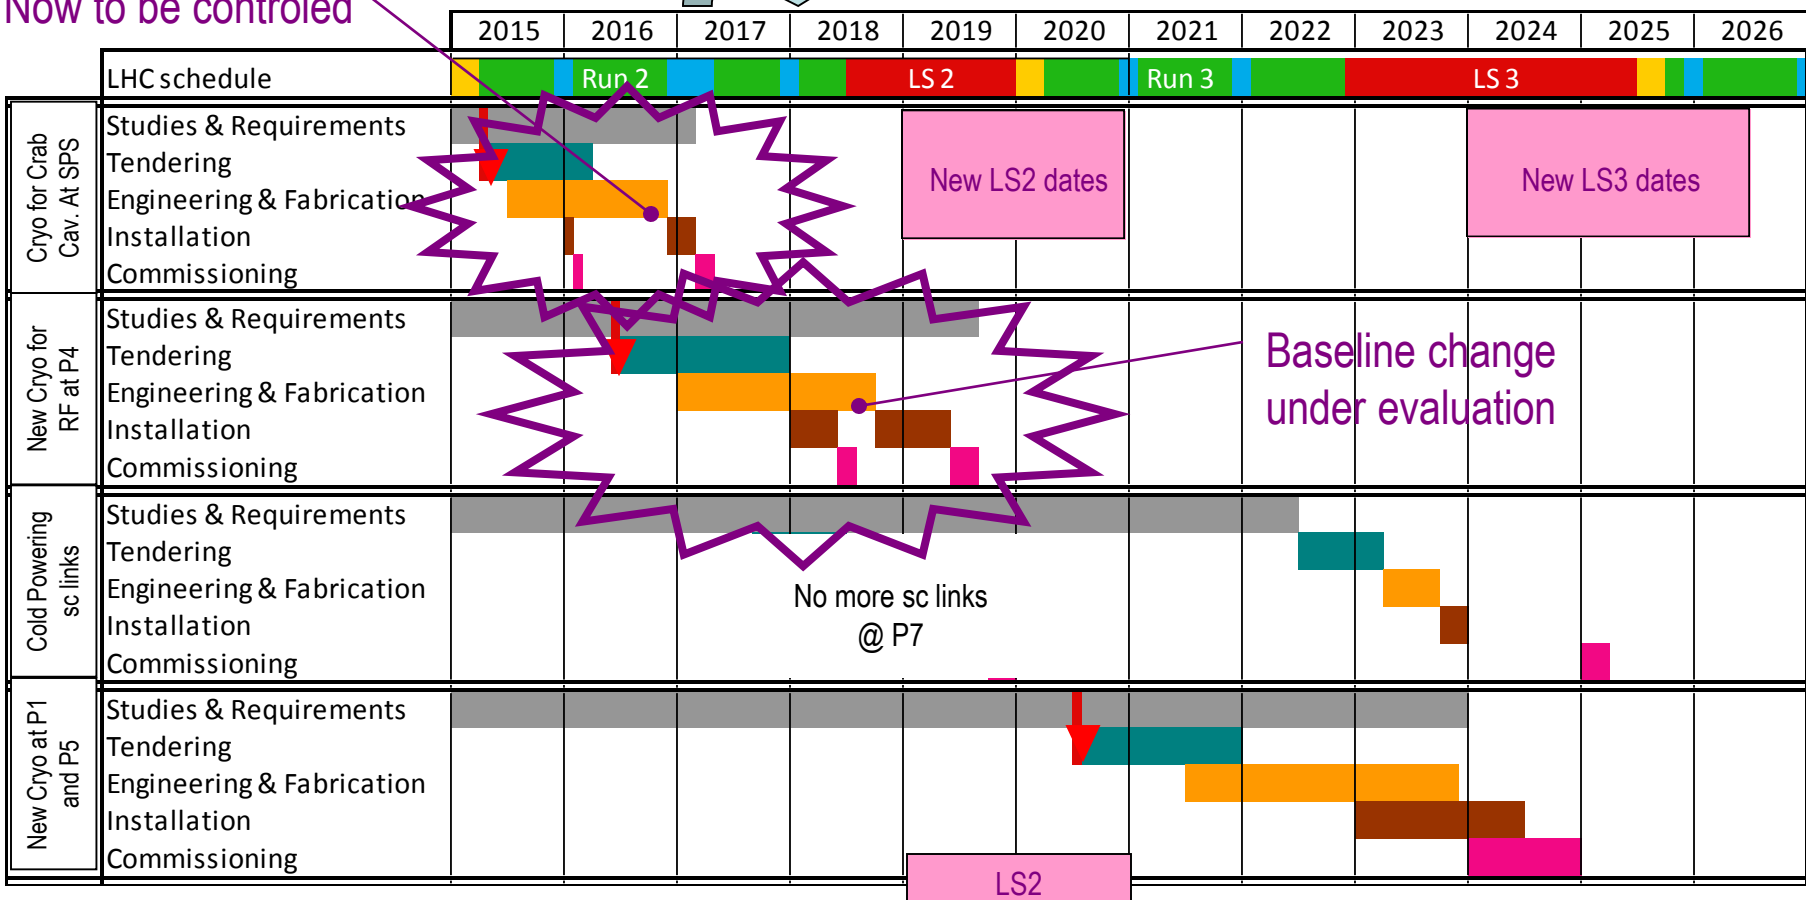 Now to be controled
2015 2016 2017 2018 2019 2020 2021 2022 2023 2024 2025 2026
LHC schedule Run 2 LS 2 Run 3 LS 3
Cryo for Crab
Cav. At SPS
Studies & Requirements
Tendering
Engineering & Fabrication
Installation
Commissioning
New LS2 dates
New LS3 dates
New Cryo for
RF at P4
Studies & Requirements
Tendering
Engineering & Fabrication
Installation
Commissioning
Baseline change
under evaluation
Cold Powering
sc links
Studies & Requirements
Tendering
Engineering & Fabrication
Installation
Commissioning
No more sc links
@ P7
New Cryo at P1
and P5
Studies & Requirements
Tendering
Engineering & Fabrication
Installation
Commissioning
LS2